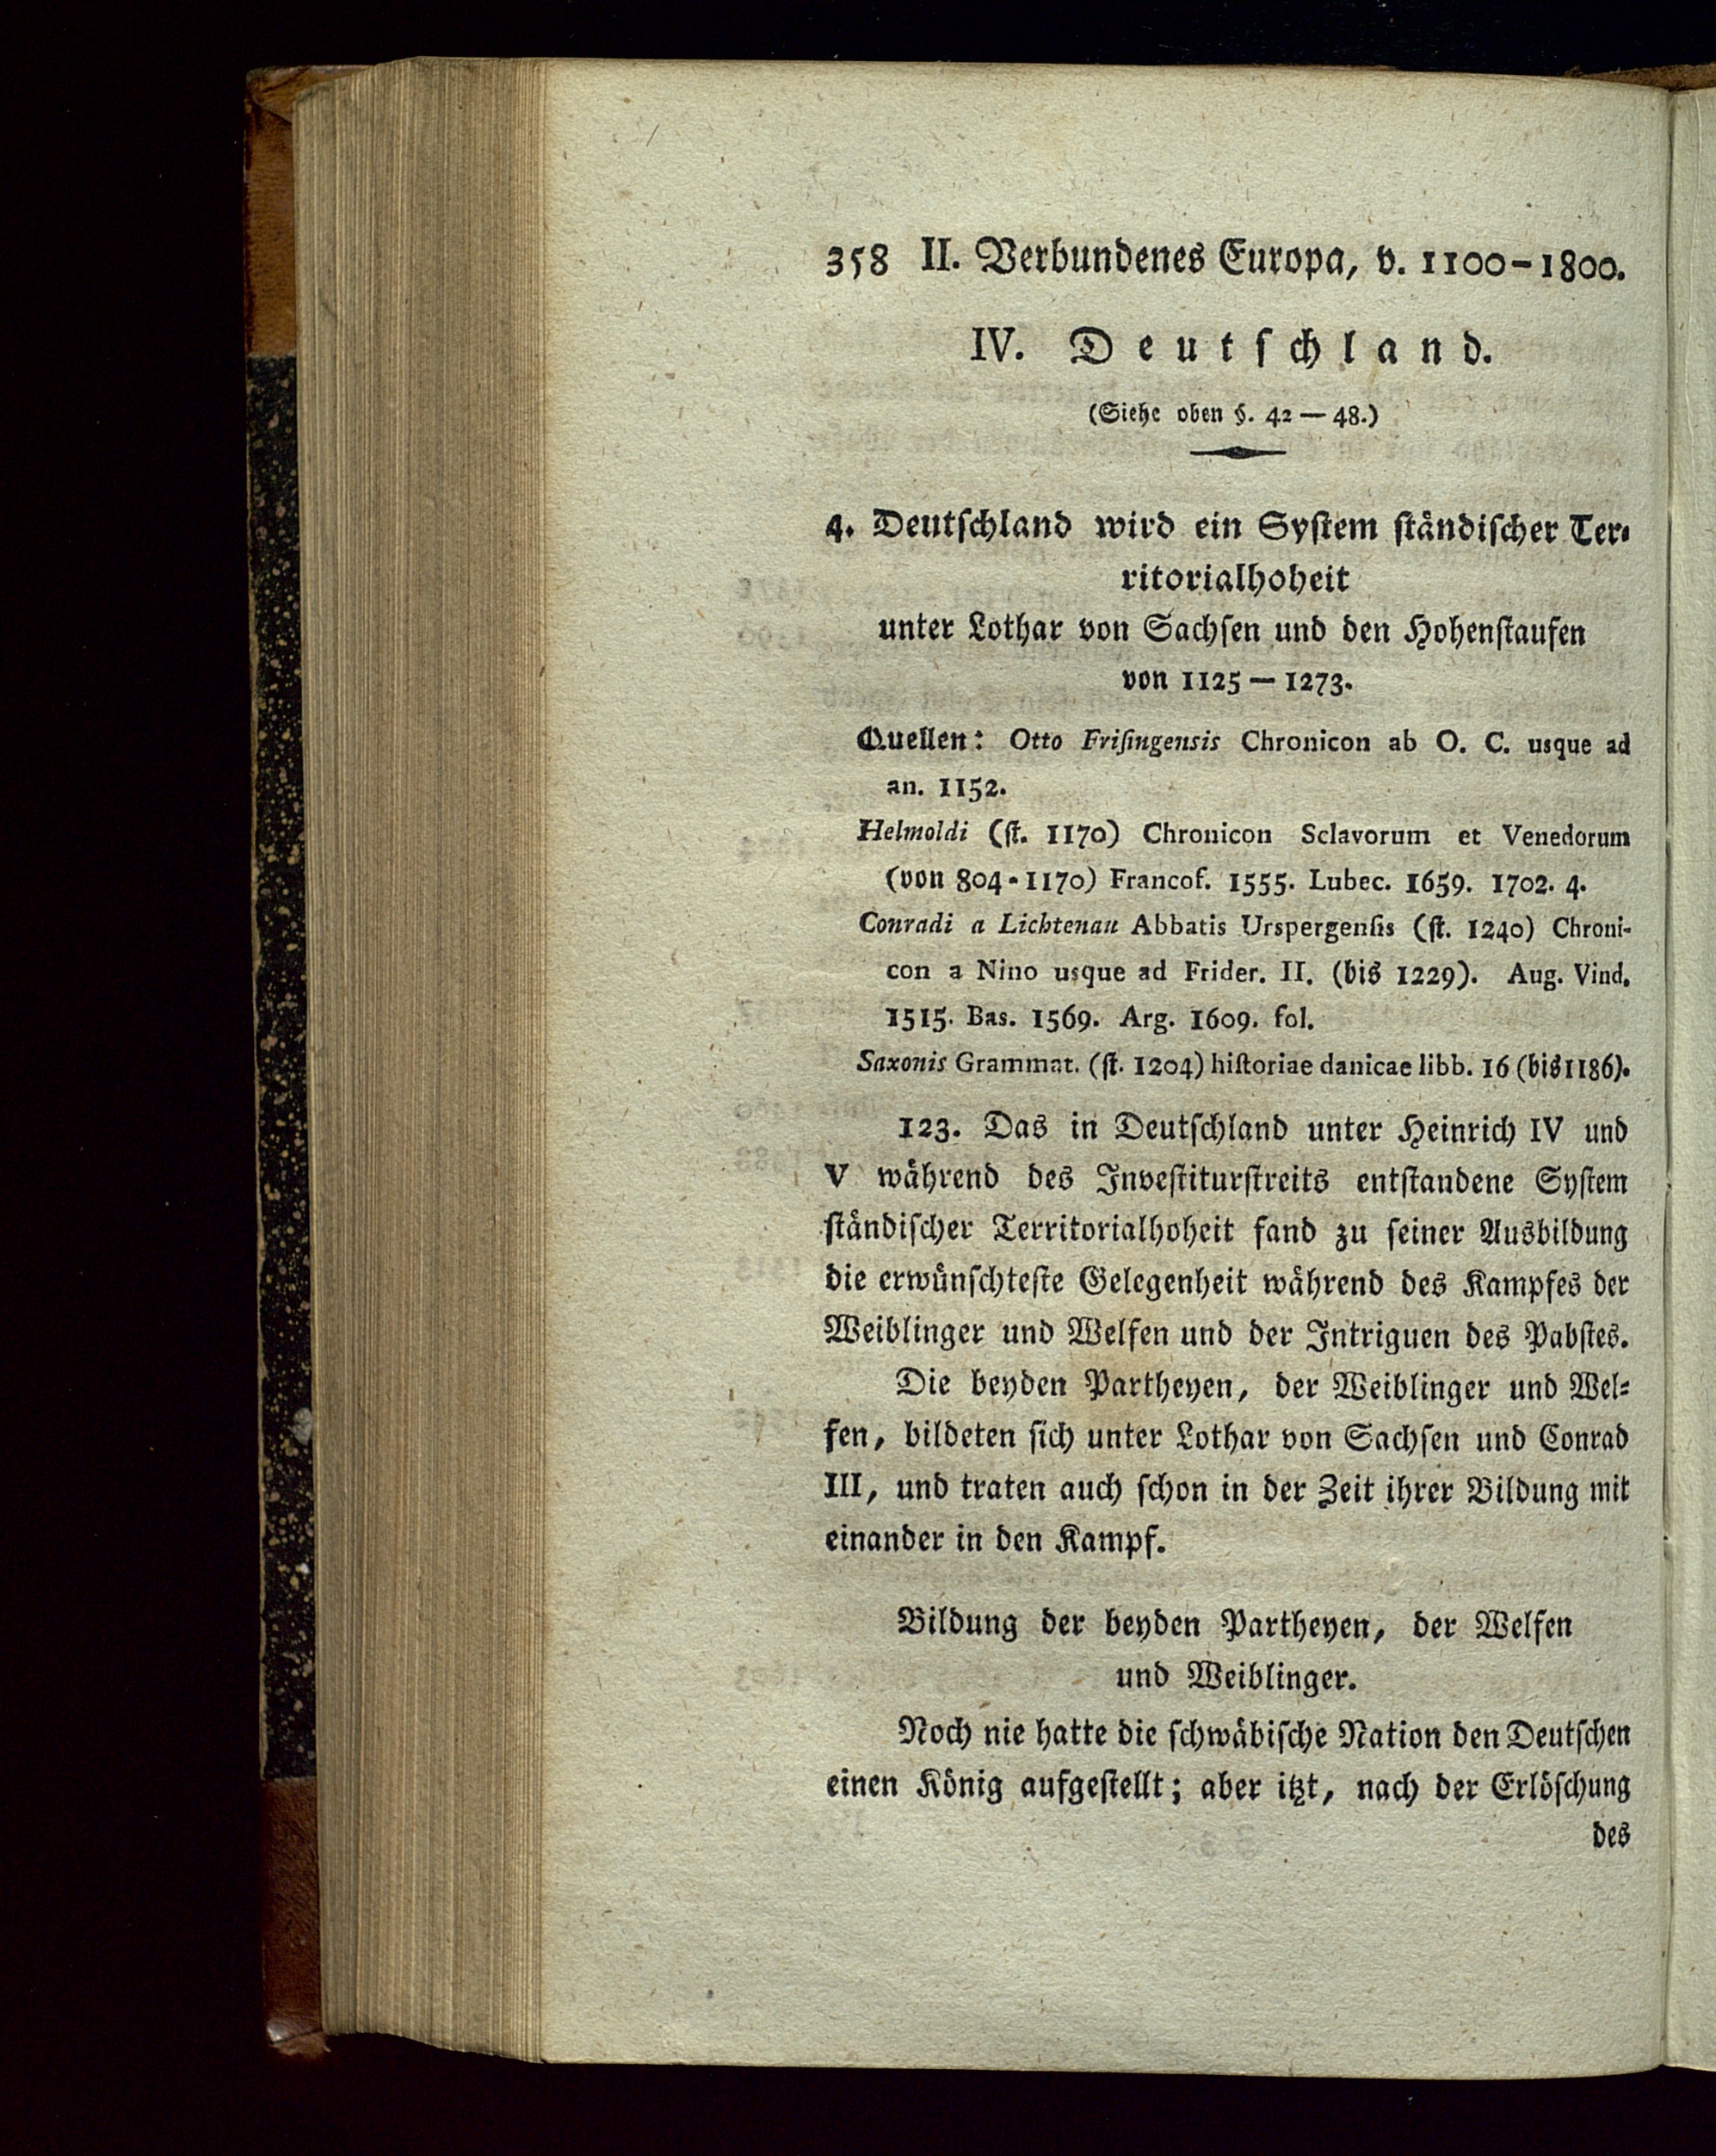 358 II. Verbundenes Europa, v. 1100-1800.
IV. Deutſchland.
(Siehe oben §. 42 — 48.)
4. Deutſchland wird ein Syſtem ſtändiſcher Ter-
ritorialhoheit
unter Lothar von Sachſen und den Hohenſtaufen
von 1125 — 1273.
Quellen: Otto Friſingensis Chronicon ab O. C. usque ad
an. 1152.
Helmoldi (ſt. 1170) Chronicon Sclavorum et Venedorum
(von 804-1170) Francof. 1555. Lubec. 1659. 1702. 4.
Conradi a Lichtenau Abbatis Urspergenſis (ſt. 1240) Chroni-
con a Nino usque ad Frider. II. (bis 1229). Aug. Vind.
1515. Bas. 1569. Arg. 1609. fol.
Saxonis Grammat. (ſt. 1204) hiſtoriae danicae libb. 16 (bis 1186).
123. Das in Deutſchland unter Heinrich IV und
V während des Inveſtiturſtreits entſtandene Syſtem
ſtändiſcher Territorialhoheit fand zu ſeiner Ausbildung
die erwünſchteſte Gelegenheit während des Kampfes der
Weiblinger und Welfen und der Intriguen des Pabſtes.
Die beyden Partheyen, der Weiblinger und Wel-
fen, bildeten ſich unter Lothar von Sachſen und Conrad
III, und traten auch ſchon in der Zeit ihrer Bildung mit
einander in den Kampf.
Bildung der beyden Partheyen, der Welfen
und Weiblinger.
Noch nie hatte die ſchwäbiſche Nation den Deutſchen
einen König aufgeſtellt; aber itzt, nach der Erlöſchung
des